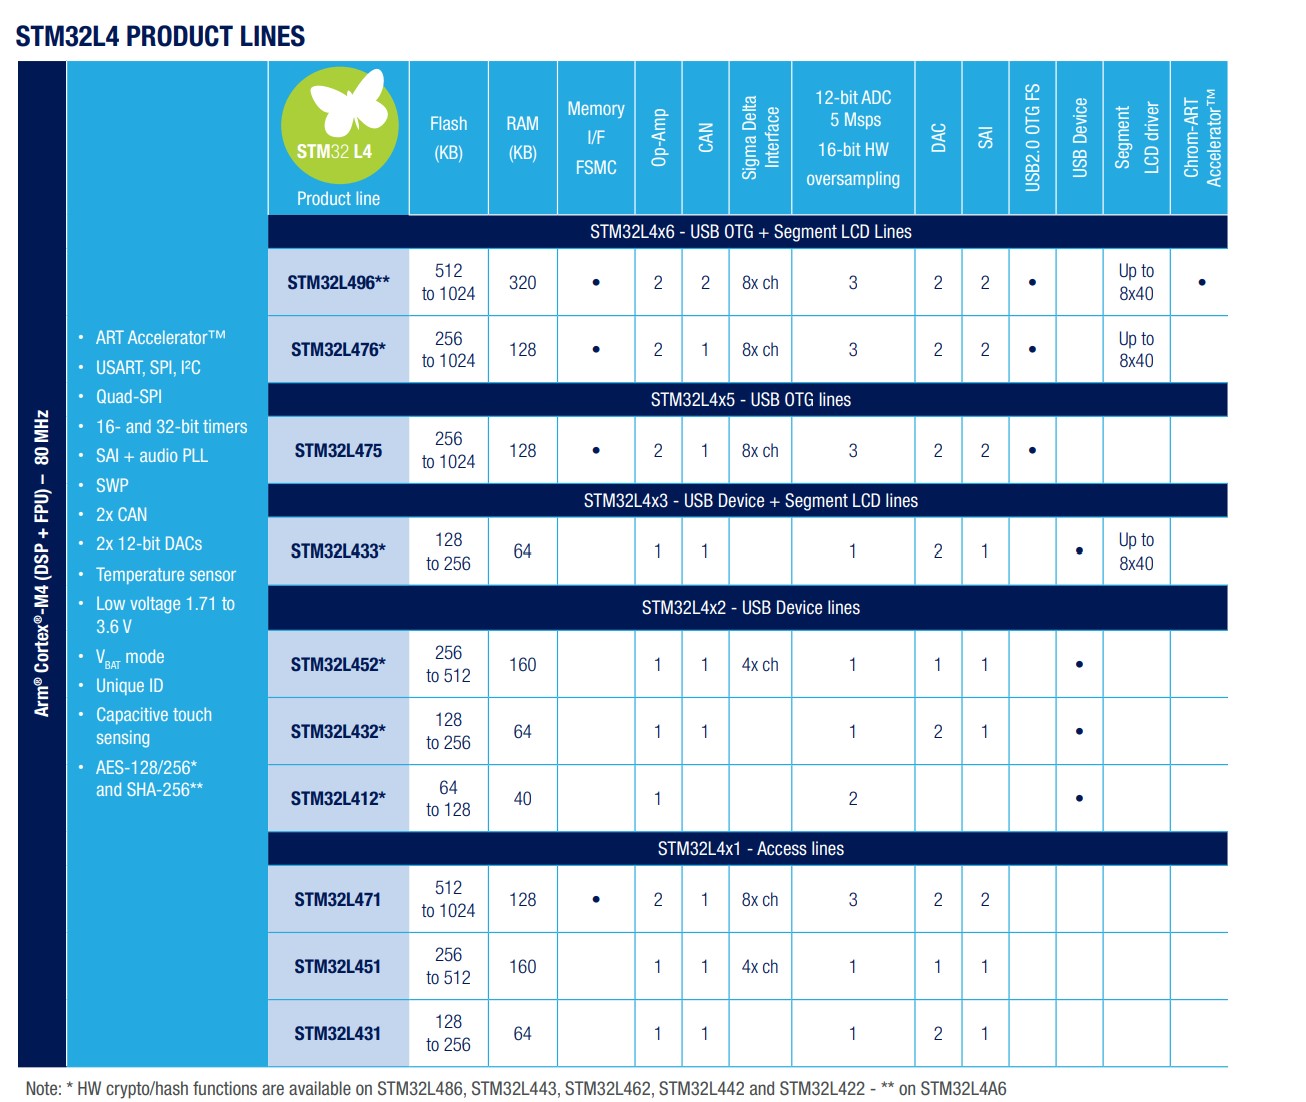 STM32L4 PRODUCT LINES
Arm® Cortex®-M4 (DSP + FPU) – 80 MHz
• ART Accelerator™
• USART, SPI, I²C
• Quad-SPI
• 16- and 32-bit timers
• SAI + audio PLL
• SWP
• 2x CAN
• 2x 12-bit DACs
• Temperature sensor
• Low voltage 1.71 to
3.6 V
• VBAT mode
• Unique ID
• Capacitive touch
sensing
• AES-128/256*
and SHA-256**
STM32 L4
Product line
Flash
(KB)
RAM
(KB)
Memory
I/F
FSMC
Op-Amp
CAN
Sigma Delta
Interface
12-bit ADC
5 Msps
16-bit HW
oversampling
DAC
SAI
USB2.0 OTG FS
USB Device
Segment
LCD driver
Chrom-ART
Accelerator™
STM32L4x6 - USB OTG + Segment LCD Lines
STM32L496** 512 to 1024 320 • 2 2 8x ch 3 2 2 • Up to 8x40 •
STM32L476* 256 to 1024 128 • 2 1 8x ch 3 2 2 • Up to 8x40
STM32L4x5 - USB OTG lines
STM32L475 256 to 1024 128 • 2 1 8x ch 3 2 2 •
STM32L4x3 - USB Device + Segment LCD lines
STM32L433* 128 to 256 64 1 1 1 2 1 • Up to 8x40
STM32L4x2 - USB Device lines
STM32L452* 256 to 512 160 1 1 4x ch 1 1 1 •
STM32L432* 128 to 256 64 1 1 1 2 1 •
STM32L412* 64 to 128 40 1 2 •
STM32L4x1 - Access lines
STM32L471 512 to 1024 128 • 2 1 8x ch 3 2 2
STM32L451 256 to 512 160 1 1 4x ch 1 1 1
STM32L431 128 to 256 64 1 1 1 2 1
Note: * HW crypto/hash functions are available on STM32L486, STM32L443, STM32L462, STM32L442 and STM32L422 - ** on STM32L4A6